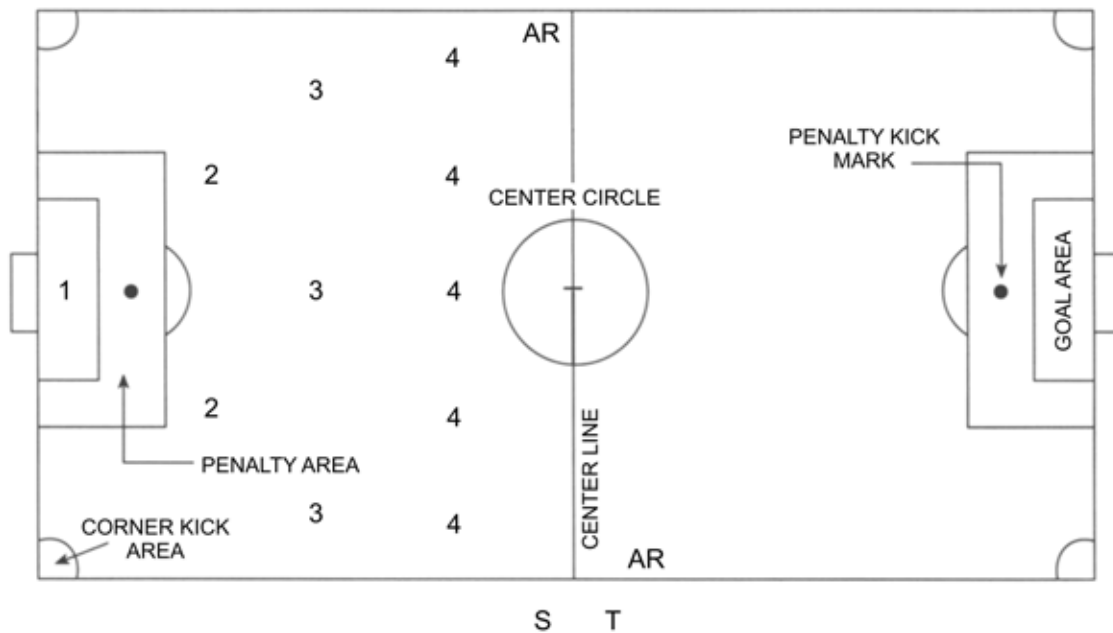 AR
4
3
PENALTY KICK
MARK
2
4
CENTER CIRCLE
1
3
4
GOAL AREA
2
4
CENTER LINE
PENALTY AREA
3
4
CORNER KICK
AREA
AR
S T